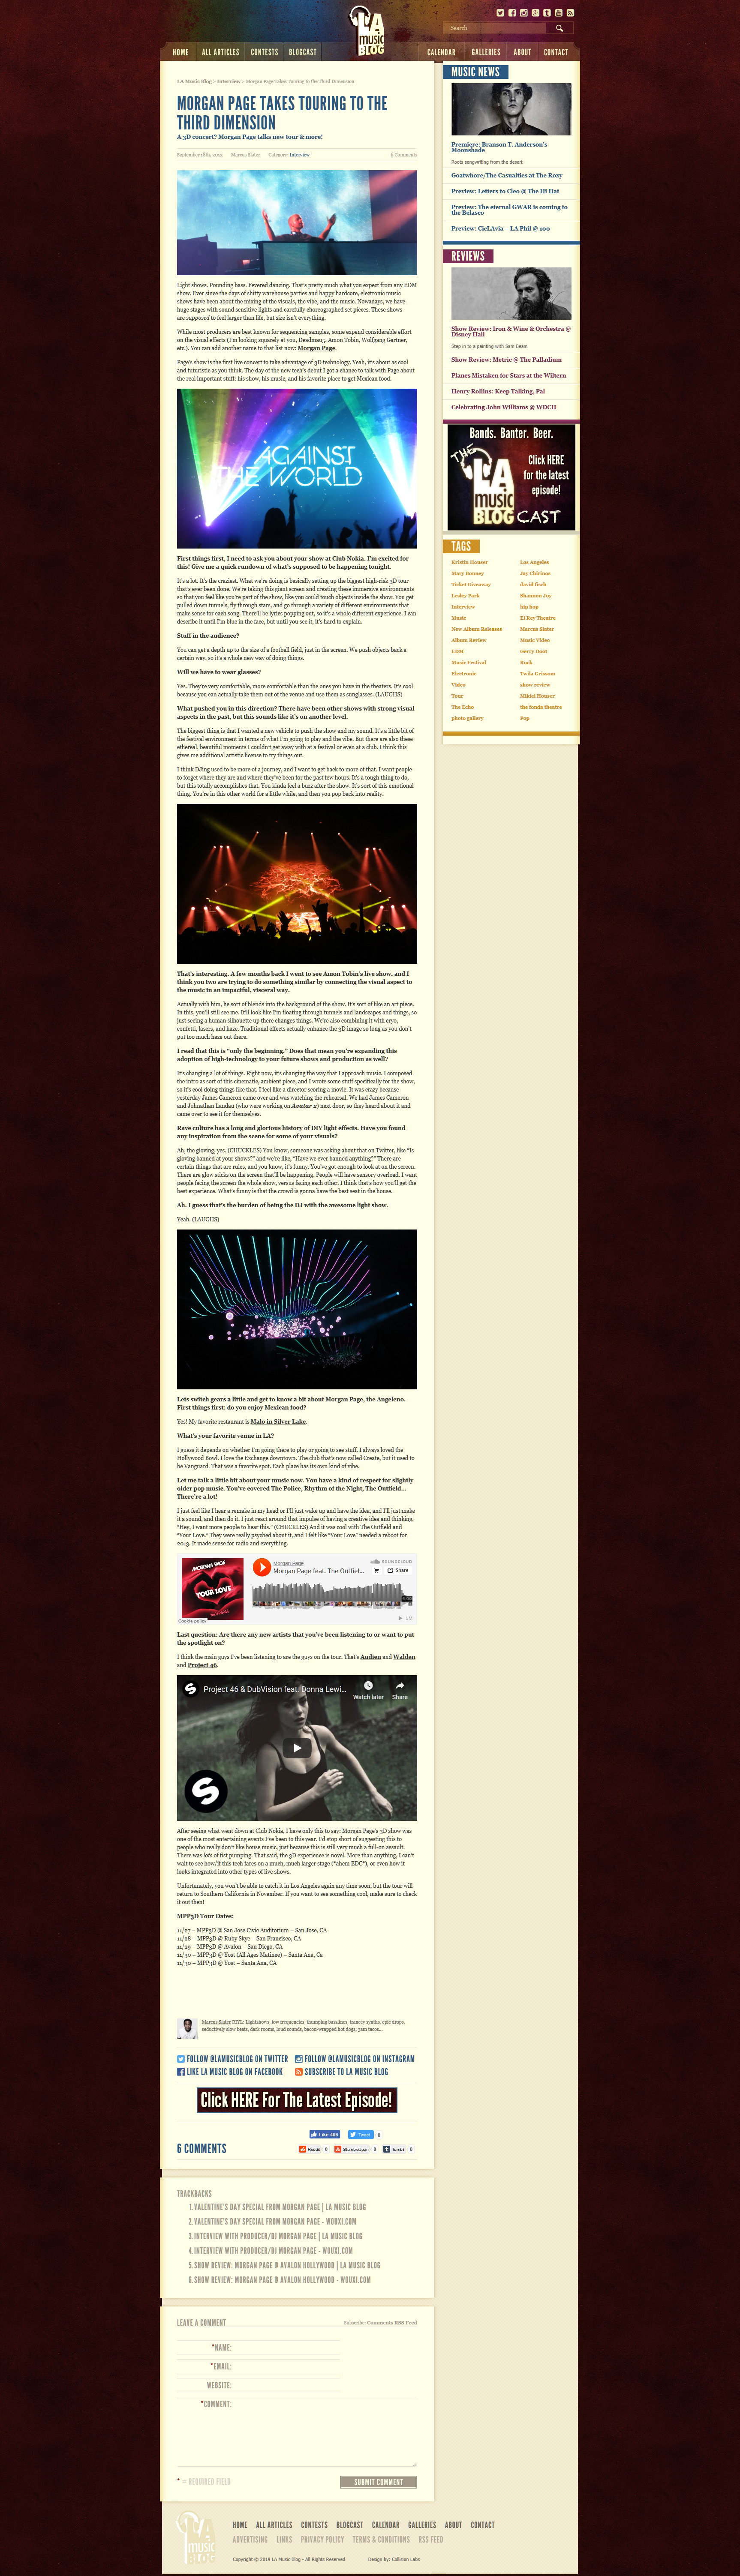 LA
music
BLOG
Search
HOME ALL ARTICLES CONTESTS BLOGCAST
CALENDAR GALLERIES ABOUT CONTACT
LA Music Blog > Interview > Morgan Page Takes Touring to the Third Dimension
MORGAN PAGE TAKES TOURING TO THE
THIRD DIMENSION
A 3D concert? Morgan Page talks new tour & more!
September 18th, 2013 Marcus Slater Category: Interview 6 Comments
Light shows. Pounding bass. Fevered dancing. That's pretty much what you expect from any EDM
show. Ever since the days of shitty warehouse parties and happy hardcore, electronic music
shows have been about the mixing of the visuals, the vibe, and the music. Nowadays, we have
huge stages with sound sensitive lights and carefully choreographed set pieces. These shows
are supposed to feel larger than life, but size isn't everything.
While most producers are best known for sequencing samples, some expend considerable effort
on the visual effects (I'm looking squarely at you, Deadmau5, Amon Tobin, Wolfgang Gartner,
etc.). You can add another name to that list now: Morgan Page.
Page's show is the first live concert to take advantage of 3D technology. Yeah, it's about as cool
and futuristic as you think. The day of the new tech's debut I got a chance to talk with Page about
the real important stuff: his show, his music, and his favorite place to get Mexican food.
AGAINST
THE WORLD
First things first, I need to ask you about your show at Club Nokia. I'm excited for
this! Give me a quick rundown of what's supposed to be happening tonight.
It's a lot. It's the craziest. What we're doing is basically setting up the biggest high-risk 3D tour
that's ever been done. We're taking this giant screen and creating these immersive environments
so that you feel like you're part of the show, like you could touch objects inside the show. You get
pulled down tunnels, fly through stars, and go through a variety of different environments that
make sense for each song. There'll be lyrics popping out, so it's a whole different experience. I can
describe it until I'm blue in the face, but until you see it, it's hard to explain.
Stuff in the audience?
You can get a depth up to the size of a football field, just in the screen. We push objects back a
certain way, so it's a whole new way of doing things.
Will we have to wear glasses?
Yes. They're very comfortable, more comfortable than the ones you have in the theaters. It's cool
because you can actually take them out of the venue and use them as sunglasses. (LAUGHS)
What pushed you in this direction? There have been other shows with strong visual
aspects in the past, but this sounds like it's on another level.
The biggest thing is that I wanted a new vehicle to push the show and my sound. It's a little bit of
the festival environment in terms of what I'm going to play and the vibe. But there are also these
ethereal, beautiful moments I couldn't get away with at a festival or even at a club. I think this
gives me additional artistic license to try things out.
I think DJing used to be more of a journey, and I want to get back to more of that. I want people
to forget where they are and where they've been for the past few hours. It's a tough thing to do,
but this totally accomplishes that. You kinda feel a buzz after the show. It's sort of this emotional
thing. You're in this other world for a little while, and then you pop back into reality.
That's interesting. A few months back I went to see Amon Tobin's live show, and I
think you two are trying to do something similar by connecting the visual aspect to
the music in an impactful, visceral way.
Actually with him, he sort of blends into the background of the show. It's sort of like an art piece.
In this, you'll still see me. It'll look like I'm floating through tunnels and landscapes and things, so
just seeing a human silhouette up there changes things. We're also combining it with cryo,
confetti, lasers, and haze. Traditional effects actually enhance the 3D image so long as you don't
put too much haze out there.
I read that this is "only the beginning." Does that mean you're expanding this
adoption of high-technology to your future shows and production as well?
It's changing a lot of things. Right now, it's changing the way that I approach music. I composed
the intro as sort of this cinematic, ambient piece, and I wrote some stuff specifically for the show,
so it's cool doing things like that. I feel like a director scoring a movie. It was crazy because
yesterday James Cameron came over and was watching the rehearsal. We had James Cameron
and Johnathan Landau (who were working on Avatar 2) next door, so they heard about it and
came over to see it for themselves.
Rave culture has a long and glorious history of DIY light effects. Have you found
any inspiration from the scene for some of your visuals?
Ah, the gloving, yes. (CHUCKLES) You know, someone was asking about that on Twitter, like "Is
gloving banned at your shows?" and we're like, "Have we ever banned anything?" There are
certain things that are rules, and you know, it's funny. You've got enough to look at on the screen.
There are glow sticks on the screen that'll be happening. People will have sensory overload. I want
people facing the screen the whole show, versus facing each other. I think that's how you'll get the
best experience. What's funny is that the crowd is gonna have the best seat in the house.
Ah. I guess that's the burden of being the DJ with the awesome light show.
Yeah. (LAUGHS)
Lets switch gears a little and get to know a bit about Morgan Page, the Angeleno.
First things first: do you enjoy Mexican food?
Yes! My favorite restaurant is Malo in Silver Lake.
What's your favorite venue in LA?
I guess it depends on whether I'm going there to play or going to see stuff. I always loved the
Hollywood Bowl. I love the Exchange downtown. The club that's now called Create, but it used to
be Vanguard. That was a favorite spot. Each place has its own kind of vibe.
Let me talk a little bit about your music now. You have a kind of respect for slightly
older pop music. You've covered The Police, Rhythm of the Night, The Outfield...
There're a lot!
I just feel like I hear a remake in my head or I'll just wake up and have the idea, and I'll just make
it a sound, and then do it. I just react around that impulse of having a creative idea and thinking,
"Hey, I want more people to hear this." (CHUCKLES) And it was cool with The Outfield and
"Your Love." They were really psyched about it, and I felt like "Your Love" needed a reboot for
2013. It made sense for radio and everything.
MORGAN PAGE
YOUR LOVE
Morgan Page
Morgan Page feat. The Outfiel...
SOUNDCLOUD
Share
Cookie policy
Last question: Are there any new artists that you've been listening to or want to put
the spotlight on?
I think the main guys I've been listening to are the guys on the tour. That's Audien and Walden
and Project 46.
Project 46 & DubVision feat. Donna Lewi...
Watch later Share
After seeing what went down at Club Nokia, I have only this to say: Morgan Page's 3D show was
one of the most entertaining events I've been to this year. I'd stop short of suggesting this to
people who don't like house music, just because this is still very much a full-on assault.
There was lots of fist pumping. That said, the 3D experience is novel. More than anything, I can't
wait to see how/if this tech fares on a much, much larger stage (*ahem EDC*), or even how it
looks integrated into other types of live shows.
Unfortunately, you won't be able to catch it in Los Angeles again any time soon, but the tour will
return to Southern California in November. If you want to see something cool, make sure to check
it out then!
MPP3D Tour Dates:
11/27 – MPP3D @ San Jose Civic Auditorium – San Jose, CA
11/28 – MPP3D @ Ruby Skye – San Francisco, CA
11/29 – MPP3D @ Avalon – San Diego, CA
11/30 – MPP3D @ Yost (All Ages Matinee) – Santa Ana, Ca
11/30 – MPP3D @ Yost – Santa Ana, CA
Marcus Slater IIUYL: Lightshows, low frequencies, thumping basslines, trancey synths, epic drops,
seductively slow beats, dark rooms, loud sounds, bacon-wrapped hot dogs, 3am tacos...
FOLLOW @LAMUSICBLOG ON TWITTER FOLLOW @LAMUSICBLOG ON INSTAGRAM
LIKE LA MUSIC BLOG ON FACEBOOK SUBSCRIBE TO LA MUSIC BLOG
Click HERE For The Latest Episode!
Like 490 Tweet 0
6 COMMENTS
Reddit 0 StumbleUpon 0 Tumblr 0
TRACKBACKS
1. VALENTINE'S DAY SPECIAL FROM MORGAN PAGE | LA MUSIC BLOG
2. VALENTINE'S DAY SPECIAL FROM MORGAN PAGE - WOUXI.COM
3. INTERVIEW WITH PRODUCER/DJ MORGAN PAGE | LA MUSIC BLOG
4. INTERVIEW WITH PRODUCER/DJ MORGAN PAGE - WOUXI.COM
5. SHOW REVIEW: MORGAN PAGE @ AVALON HOLLYWOOD | LA MUSIC BLOG
6. SHOW REVIEW: MORGAN PAGE @ AVALON HOLLYWOOD - WOUXI.COM
LEAVE A COMMENT
Subscribe: Comments RSS Feed
*NAME:
*EMAIL:
WEBSITE:
*COMMENT:
* = REQUIRED FIELD
SUBMIT COMMENT
MUSIC NEWS
Premiere: Branson T. Anderson's
Moonshade
Roots songwriting from the desert
Goatwhore/The Casualties at The Roxy
Preview: Letters to Cleo @ The Hi Hat
Preview: The eternal GWAR is coming to
the Belasco
Preview: CicLAvia – LA Phil @ 100
REVIEWS
Show Review: Iron & Wine & Orchestra @
Disney Hall
Step in to a painting with Sam Beam
Show Review: Metric @ The Palladium
Planes Mistaken for Stars at the Wiltern
Henry Rollins: Keep Talking, Pal
Celebrating John Williams @ WDCH
Bands. Banter. Beer.
THE
LA
music
BLOG
CAST
Click HERE
for the latest
episode!
TAGS
Kristin Houser Los Angeles
Mary Bonney Jay Chirinos
Ticket Giveaway david fisch
Lesley Park Shannon Joy
Interview hip hop
Music El Rey Theatre
New Album Releases Marcus Slater
Album Review Music Video
EDM Gerry Doot
Music Festival Rock
Electronic Twila Grissom
Video show review
Tour Mikiel Houser
The Echo the fonda theatre
photo gallery Pop
LA
music
BLOG
HOME ALL ARTICLES CONTESTS BLOGCAST CALENDAR GALLERIES ABOUT CONTACT
ADVERTISING LINKS PRIVACY POLICY TERMS & CONDITIONS RSS FEED
Copyright © 2019 LA Music Blog - All Rights Reserved Design by: Collision Labs